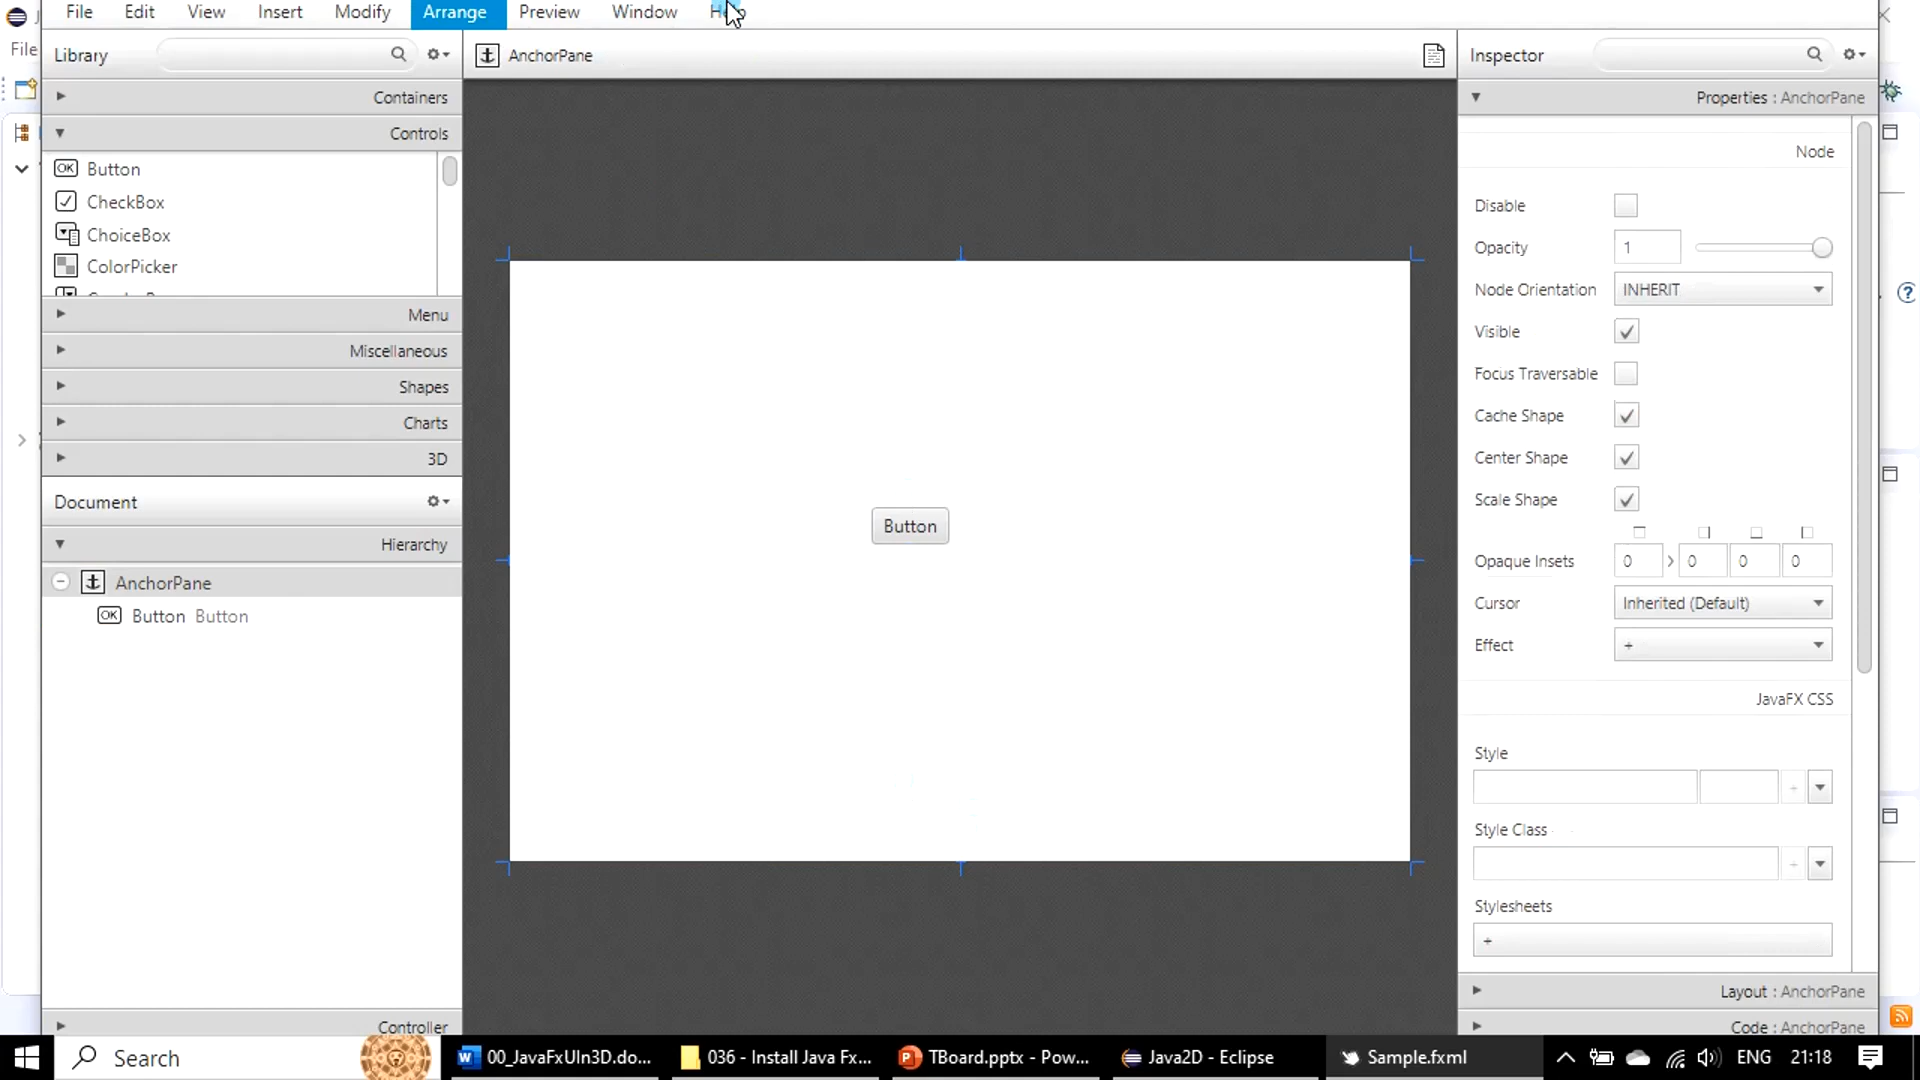 File Edit View Insert Modify Arrange Preview Window Help
File
Library
AnchorPane
Inspector
Containers
Properties : AnchorPane
Controls
Node
Button
CheckBox
ChoiceBox
ColorPicker
Menu
Miscellaneous
Shapes
Charts
3D
Document
Hierarchy
AnchorPane
Button Button
Controller
Button
Disable
Opacity 1
Node Orientation INHERIT
Visible
Focus Traversable
Cache Shape
Center Shape
Scale Shape
Opaque Insets 0 0 0 0
Cursor Inherited (Default)
Effect +
JavaFX CSS
Style
Style Class
Stylesheets
+
Layout : AnchorPane
Code : AnchorPane
Search 00_JavaFxUIn3D.do... 036 - Install Java Fx... TBoard.pptx - Pow... Java2D - Eclipse Sample.fxml ENG 21:18